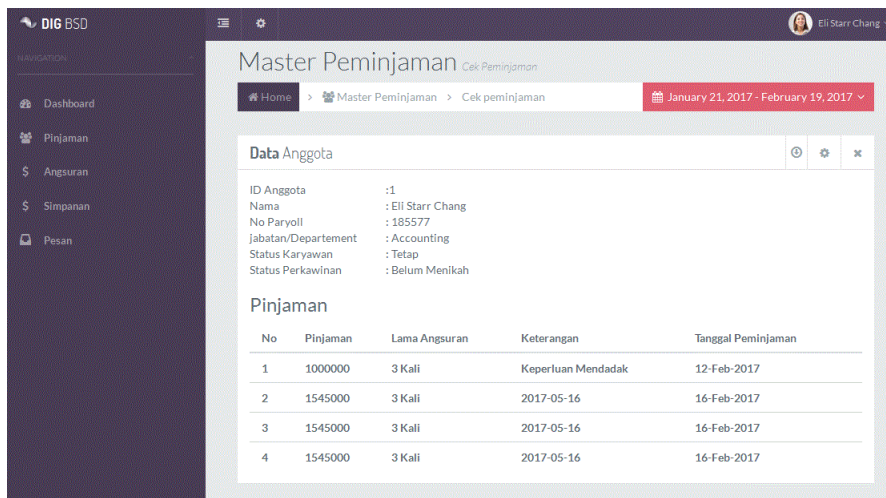 DIG BSD
Eli Starr Chang
NAVIGATION
Dashboard
Pinjaman
$ Angsuran
$ Simpanan
Pesan
Master Peminjaman Cek Peminjaman
Home > Master Peminjaman > Cek peminjaman
January 21, 2017 - February 19, 2017
Data Anggota
ID Anggota :1
Nama : Eli Starr Chang
No Paryoll : 185577
jabatan/Departement : Accounting
Status Karyawan : Tetap
Status Perkawinan : Belum Menikah
Pinjaman
No Pinjaman Lama Angsuran Keterangan Tanggal Peminjaman
1 1000000 3 Kali Keperluan Mendadak 12-Feb-2017
2 1545000 3 Kali 2017-05-16 16-Feb-2017
3 1545000 3 Kali 2017-05-16 16-Feb-2017
4 1545000 3 Kali 2017-05-16 16-Feb-2017